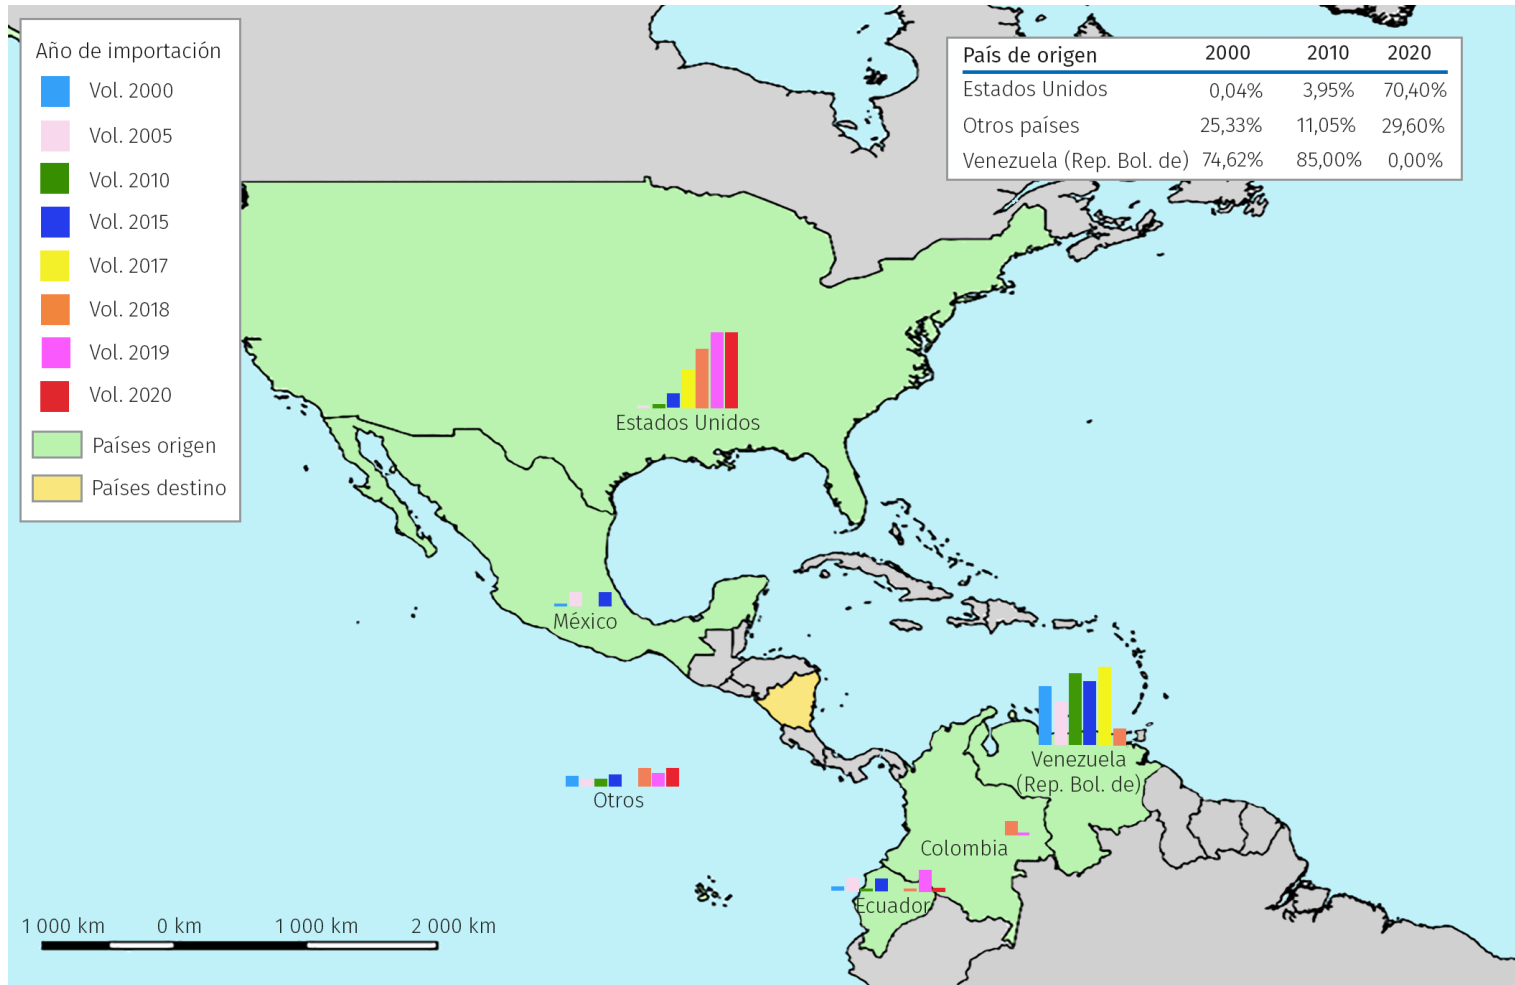 Año de importación
Vol. 2000
Vol. 2005
Vol. 2010
Vol. 2015
Vol. 2017
Vol. 2018
Vol. 2019
Vol. 2020
Países origen
Países destino
País de origen 2000 2010 2020
Estados Unidos 0,04% 3,95% 70,40%
Otros países 25,33% 11,05% 29,60%
Venezuela (Rep. Bol. de) 74,62% 85,00% 0,00%
Estados Unidos
México
Venezuela
(Rep. Bol. de)
Otros
Colombia
Ecuador
1 000 km 0 km 1 000 km 2 000 km